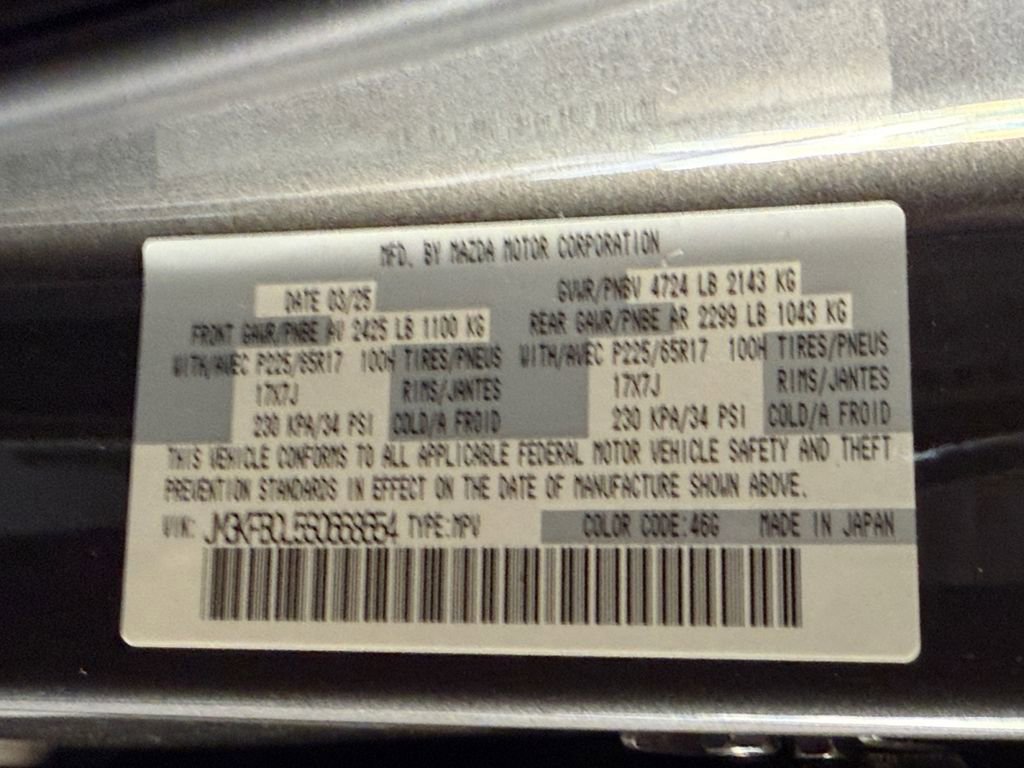 MFD. BY MAZDA MOTOR CORPORATION
DATE 03/25 GVWR/PNBV 4724 LB 2143 KG
FRONT GAWR/PNBE AV 2425 LB 1100 KG REAR GAWR/PNBE AR 2299 LB 1043 KG
WITH/AVEC P225/65R17 100H TIRES/PNEUS WITH/AVEC P225/65R17 100H TIRES/PNEUS
17X7J RIMS/JANTES 17X7J RIMS/JANTES
230 KPA/34 PSI COLD/A FROID 230 KPA/34 PSI COLD/A FROID
THIS VEHICLE CONFORMS TO ALL APPLICABLE FEDERAL MOTOR VEHICLE SAFETY AND THEFT
PREVENTION STANDARDS IN EFFECT ON THE DATE OF MANUFACTURE SHOWN ABOVE.
VIN: TYPE:MPV COLOR CODE:46G MADE IN JAPAN